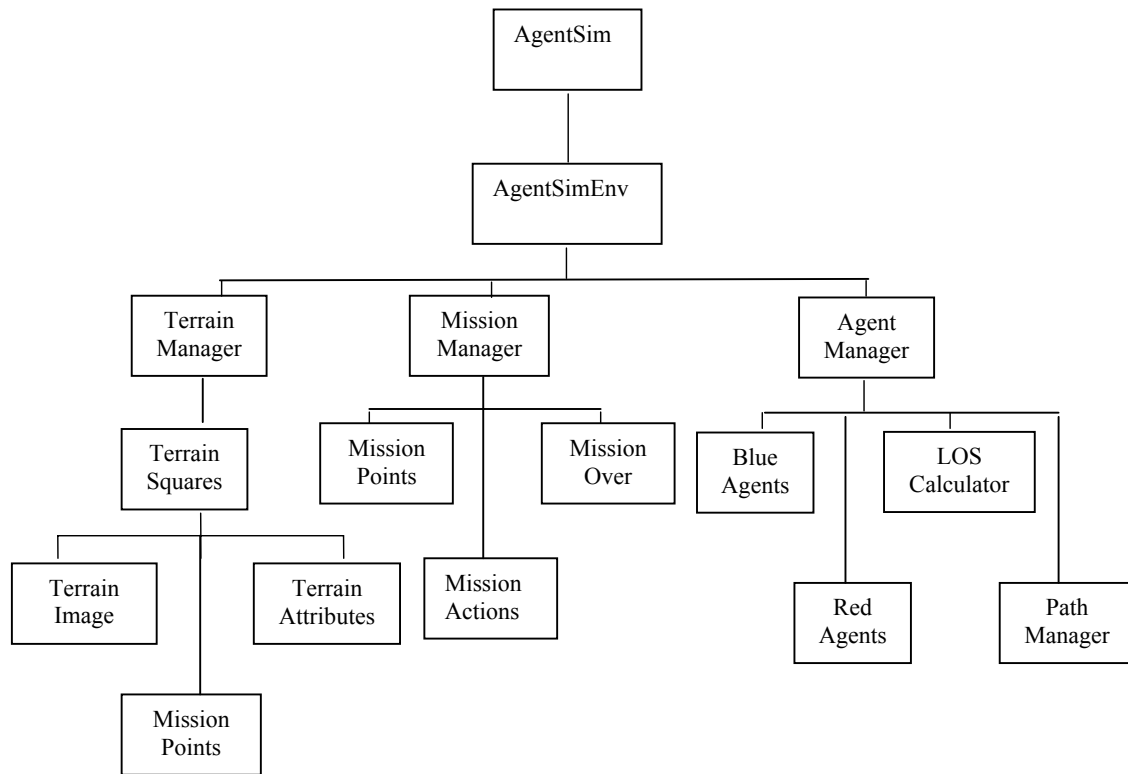 AgentSim
AgentSimEnv
Terrain
Manager
Mission
Manager
Agent
Manager
Terrain
Squares
Mission
Points
Mission
Over
Blue
Agents
LOS
Calculator
Terrain
Image
Terrain
Attributes
Mission
Actions
Red
Agents
Path
Manager
Mission
Points